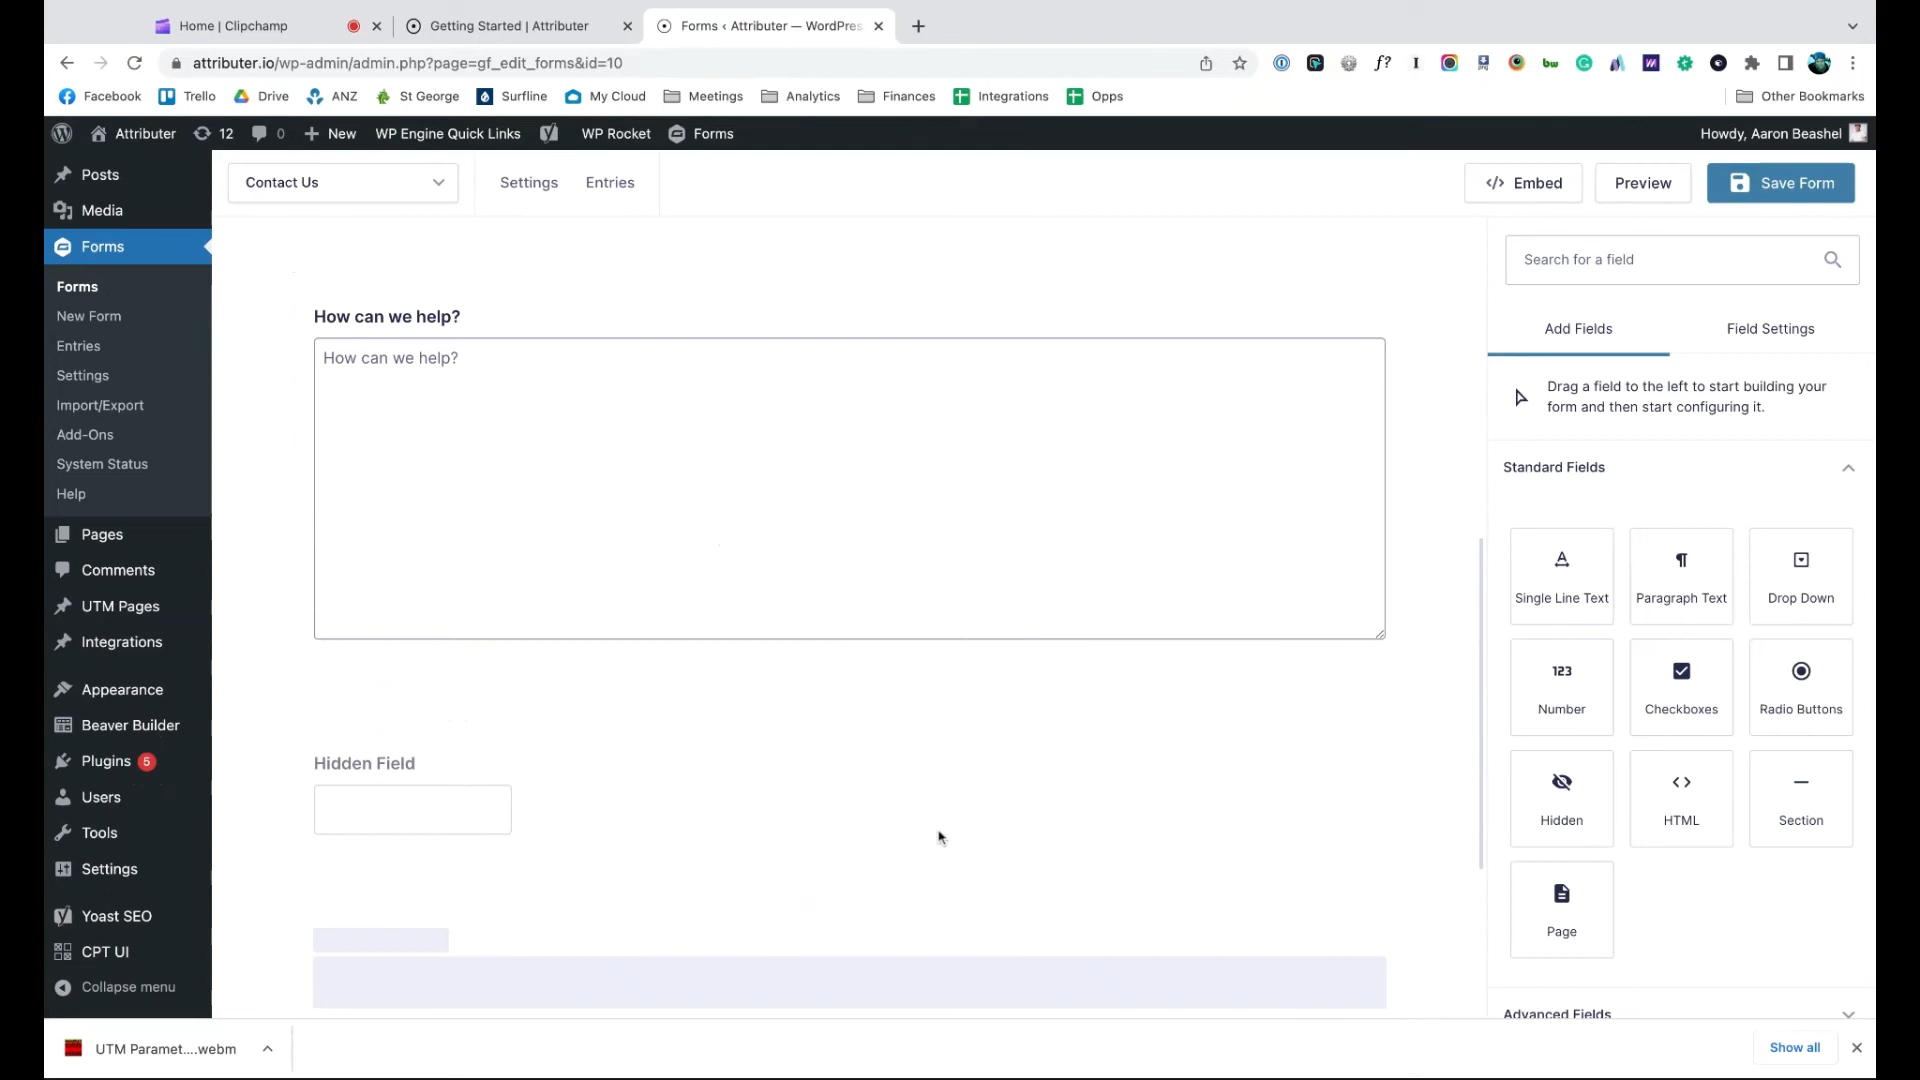 Home | Clipchamp
Getting Started | Attributer
Forms ‹ Attributer — WordPres
attributer.io/wp-admin/admin.php?page=gf_edit_forms&id=10
Facebook
Trello
Drive
ANZ
St George
Surfline
My Cloud
Meetings
Analytics
Finances
Integrations
Opps
Other Bookmarks
Attributer
12
0
New
WP Engine Quick Links
WP Rocket
Forms
Howdy, Aaron Beashel
Posts
Media
Forms
Forms
New Form
Entries
Settings
Import/Export
Add-Ons
System Status
Help
Pages
Comments
UTM Pages
Integrations
Appearance
Beaver Builder
Plugins 5
Users
Tools
Settings
Yoast SEO
CPT UI
Collapse menu
Contact Us
Settings
Entries
Embed
Preview
Save Form
How can we help?
How can we help?
Hidden Field
Search for a field
Add Fields
Field Settings
Drag a field to the left to start building your
form and then start configuring it.
Standard Fields
Single Line Text
Paragraph Text
Drop Down
123
Number
Checkboxes
Radio Buttons
Hidden
HTML
Section
Page
Advanced Fields
UTM Paramet....webm
Show all